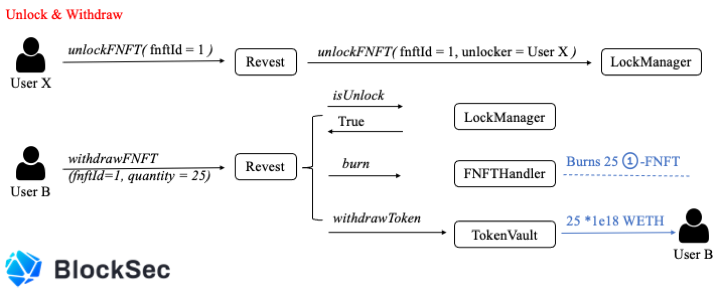 Unlock & Withdraw
unlockFNFT( fnftId = 1 )
Revest
unlockFNFT( fnftId = 1, unlocker = User X )
LockManager
User X
isUnlock
True
LockManager
withdrawFNFT
(fnftId=1, quantity = 25)
User B
Revest
burn
FNFTHandler
Burns 25 ①-FNFT
withdrawToken
TokenVault
25 *1e18 WETH
User B
BlockSec